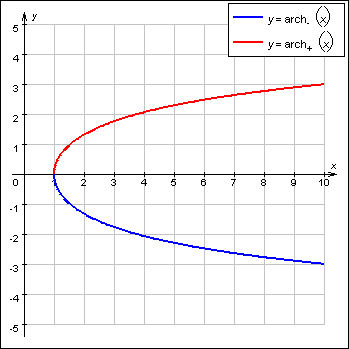 y = arch- (x)
y = arch+ (x)
y
5
4
3
2
1
x
0 2 3 4 5 6 7 8 9 10
-1
-2
-3
-4
-5